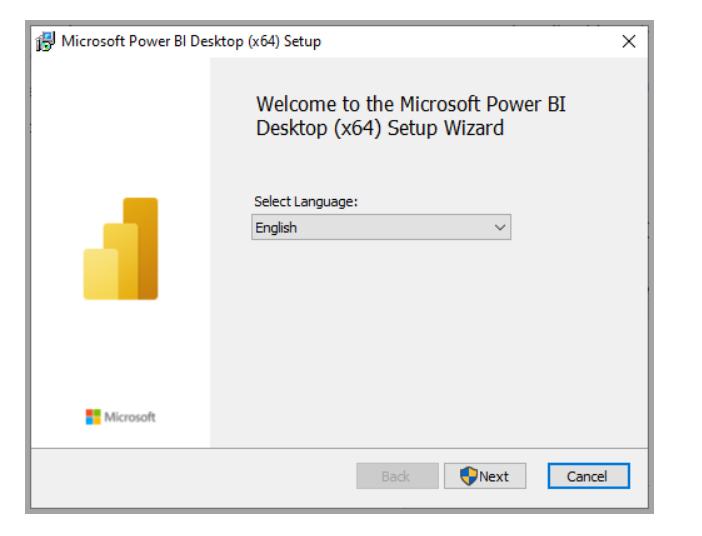 Microsoft Power BI Desktop (x64) Setup
Welcome to the Microsoft Power BI
Desktop (x64) Setup Wizard
Select Language:
English
Microsoft
Back
Next
Cancel